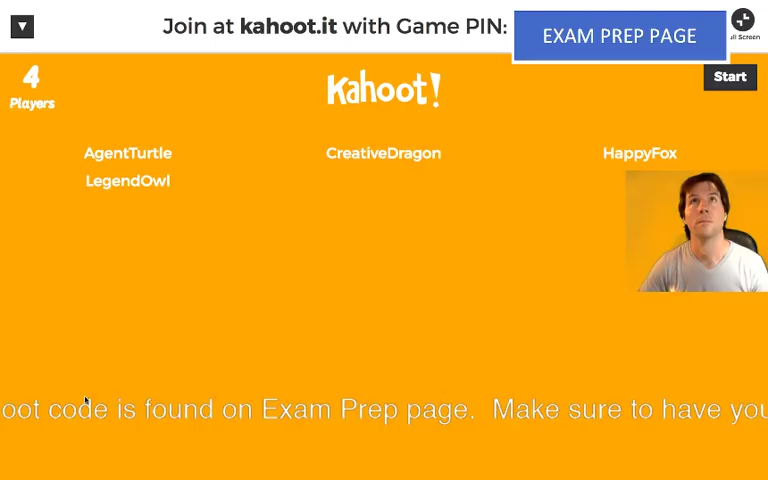 Join at kahoot.it with Game PIN:
EXAM PREP PAGE
Screen
4
Players
Kahoot!
Start
AgentTurtle CreativeDragon HappyFox
LegendOwl
oot code is found on Exam Prep page. Make sure to have you